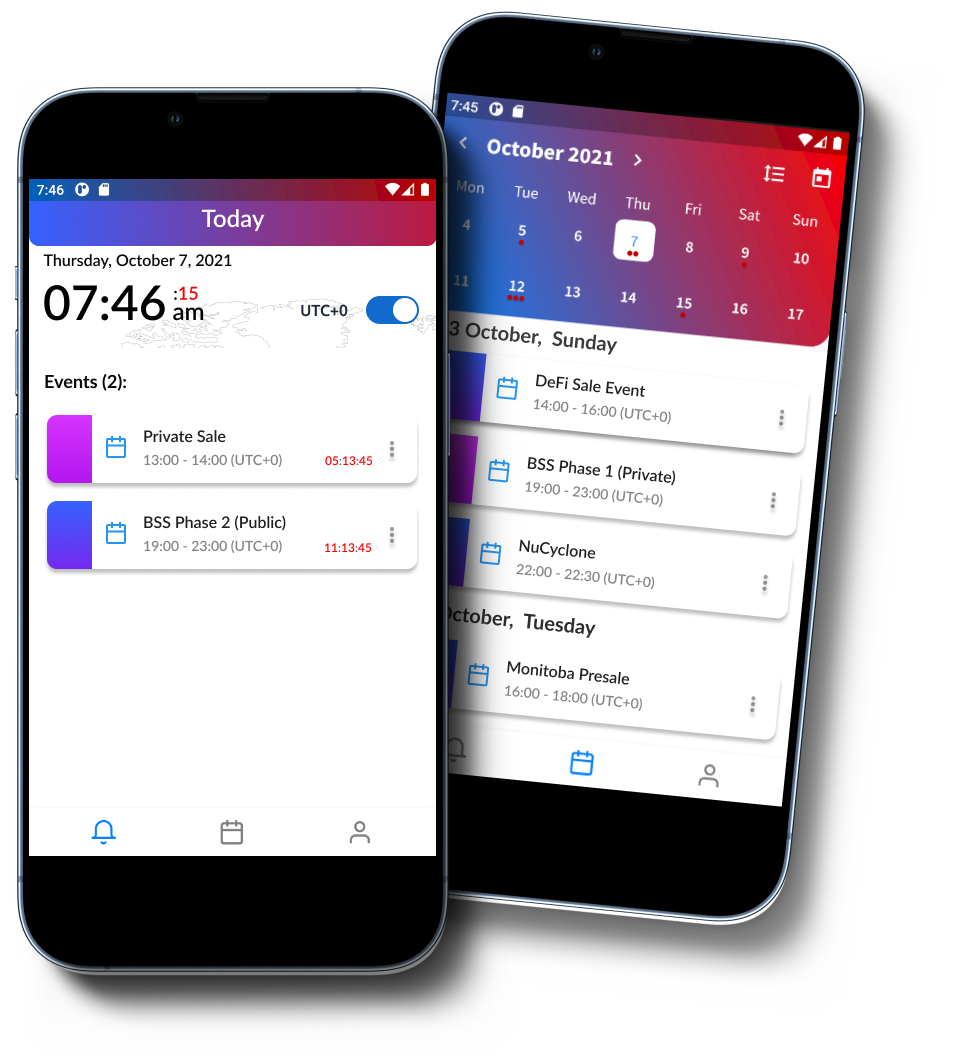 7:46
Today
Thursday, October 7, 2021
07:46 :15 am
UTC+0
Events (2):
Private Sale
13:00 - 14:00 (UTC+0)
05:13:45
BSS Phase 2 (Public)
19:00 - 23:00 (UTC+0)
11:13:45
7:45
October 2021
Mon Tue Wed Thu Fri Sat Sun
4 5 6 7 8 9 10
11 12 13 14 15 16 17
3 October, Sunday
DeFi Sale Event
14:00 - 16:00 (UTC+0)
BSS Phase 1 (Private)
19:00 - 23:00 (UTC+0)
NuCyclone
22:00 - 22:30 (UTC+0)
October, Tuesday
Monitoba Presale
16:00 - 18:00 (UTC+0)